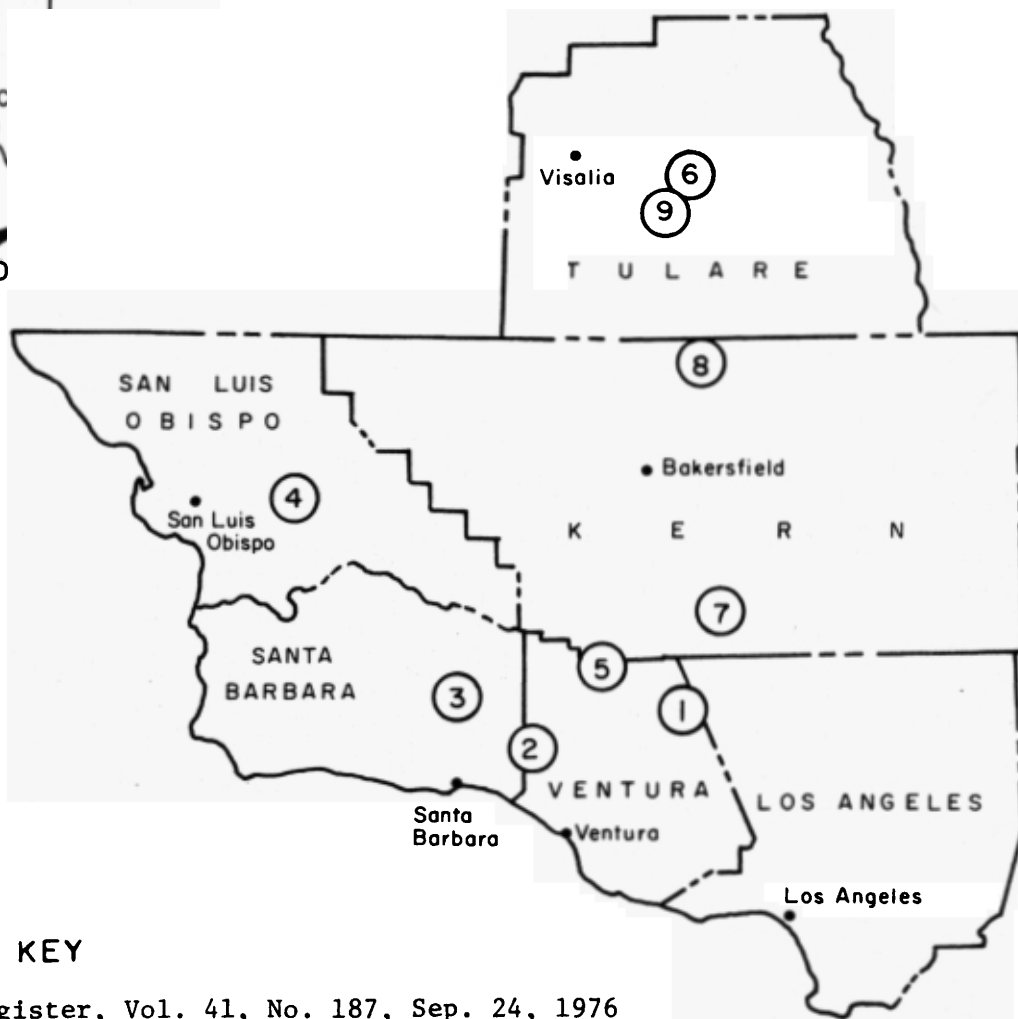 Visalia
6
9
T U L A R E
8
SAN LUIS
OBISPO
Bakersfield
4
San Luis
Obispo
K E R N
7
SANTA
BARBARA
5
3
1
2
VENTURA
LOS ANGELES
Santa
Barbara
Ventura
Los Angeles
KEY
gister, Vol. 41, No. 187, Sep. 24, 1976